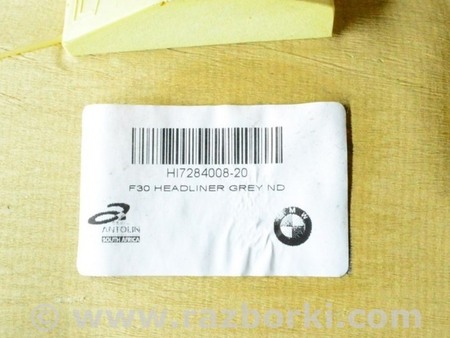 HI7284008-20
F30 HEADLINER GREY ND
ANTOLIN
SOUTH AFRICA
BMW
© www.razborki.com